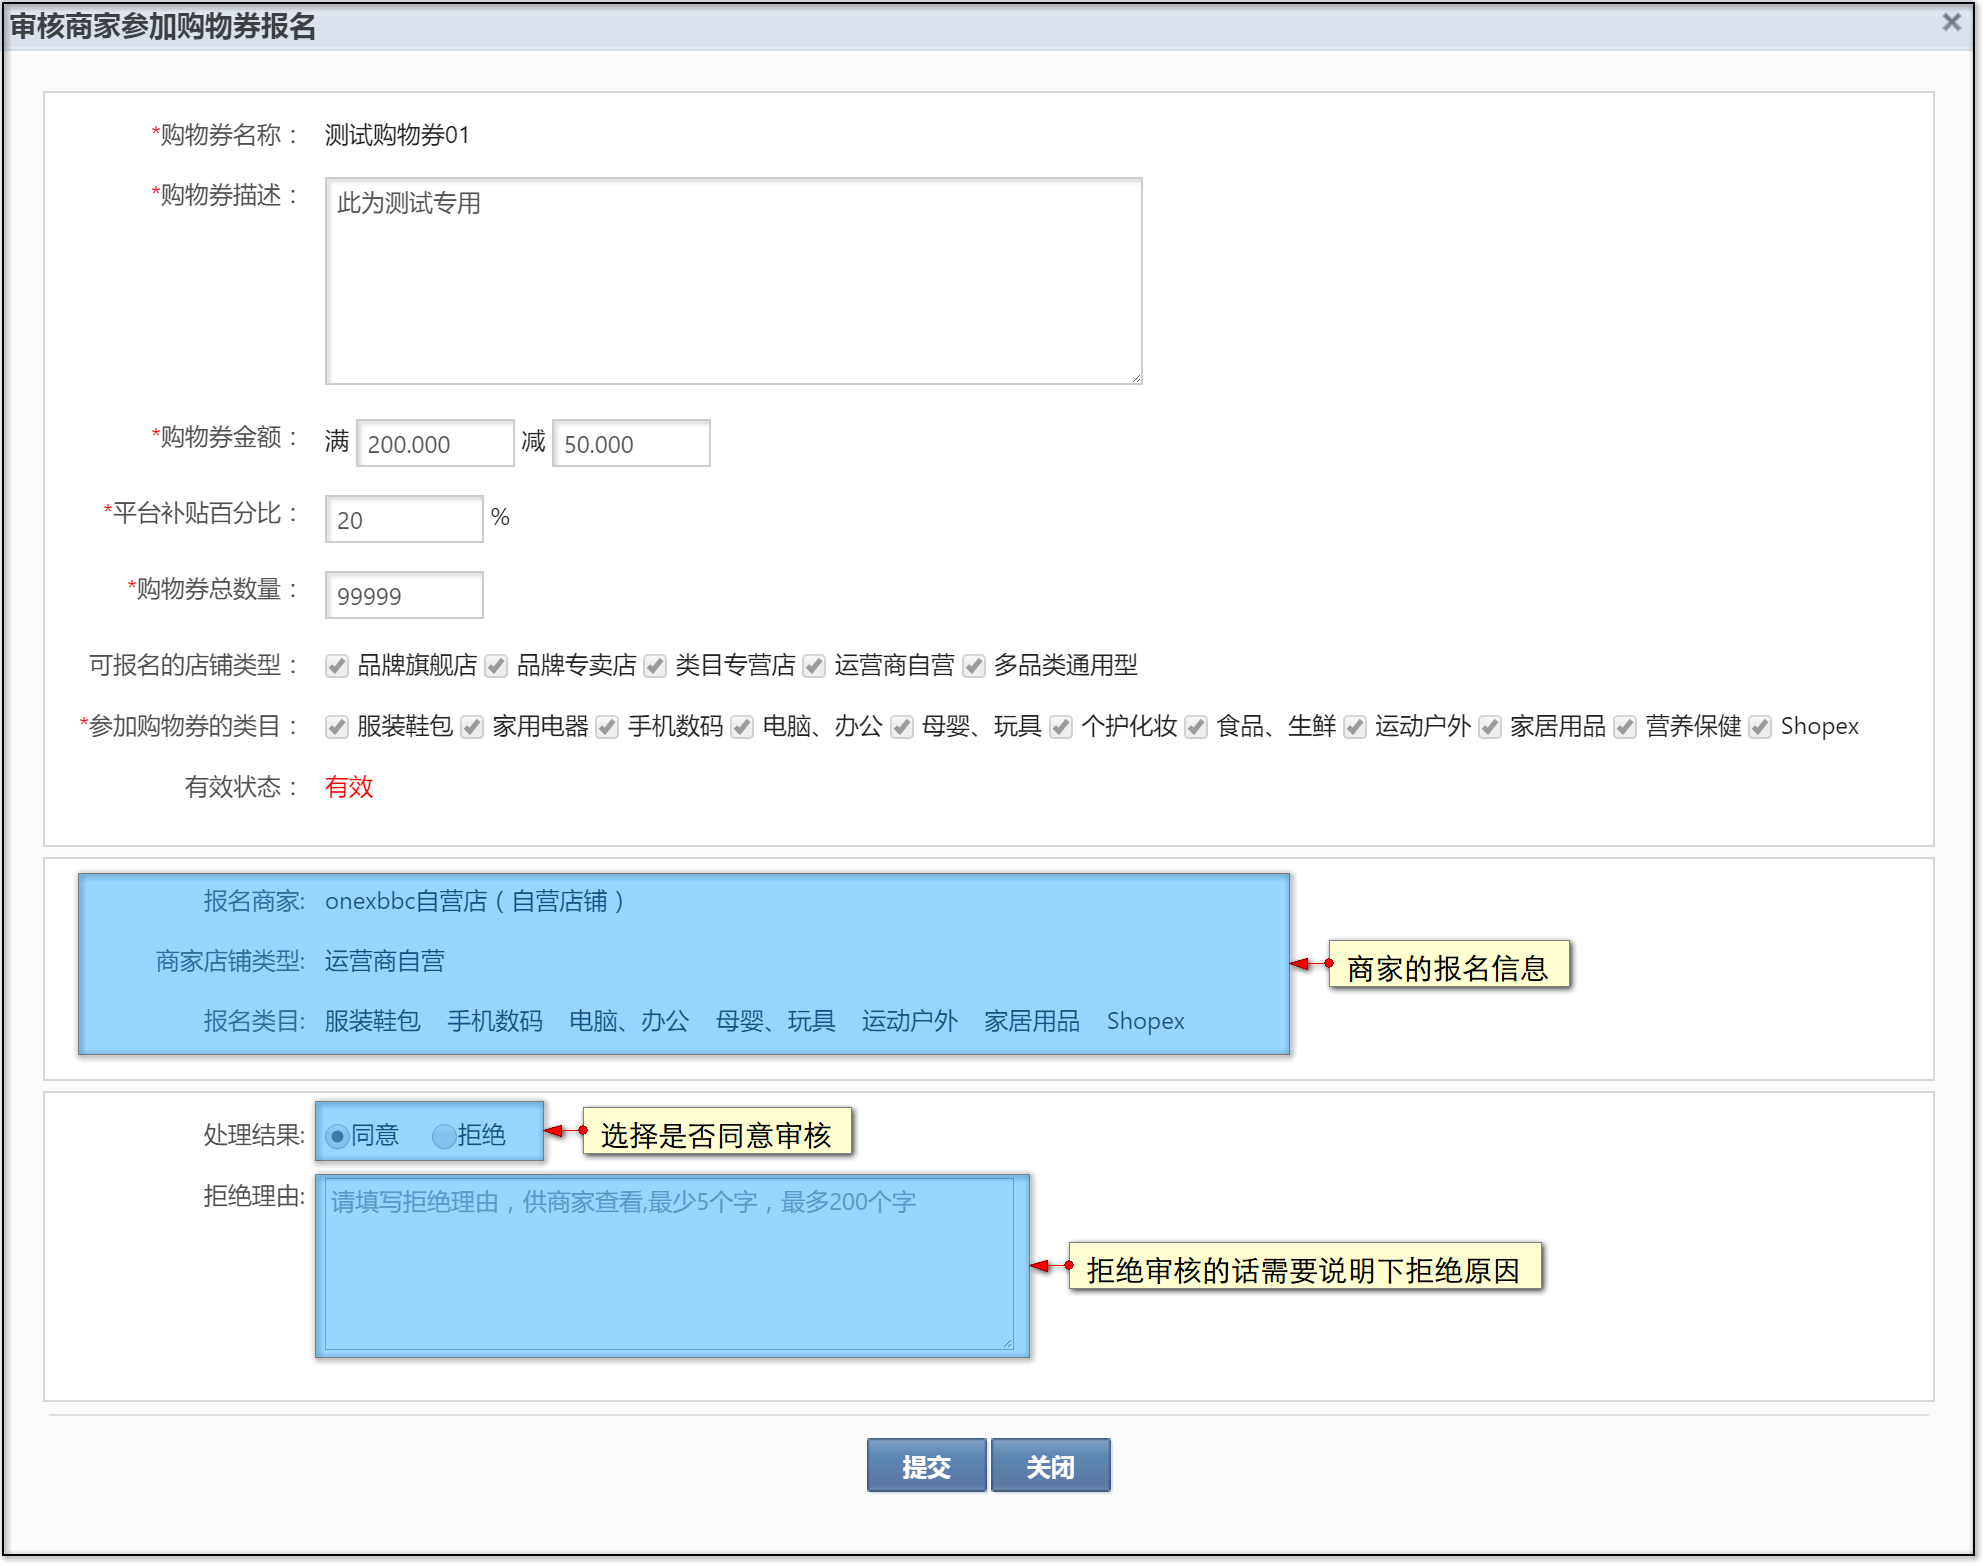 审核商家参加购物券报名
*购物券名称： 测试购物券01
*购物券描述： 此为测试专用
*购物券金额： 满 200.000 减 50.000
*平台补贴百分比： 20 %
*购物券总数量： 99999
可报名的店铺类型： 品牌旗舰店 品牌专卖店 类目专营店 运营商自营 多品类通用型
*参加购物券的类目： 服装鞋包 家用电器 手机数码 电脑、办公 母婴、玩具 个护化妆 食品、生鲜 运动户外 家居用品 营养保健 Shopex
有效状态： 有效
报名商家: onexbbc自营店（自营店铺）
商家店铺类型: 运营商自营
商家的报名信息
报名类目: 服装鞋包 手机数码 电脑、办公 母婴、玩具 运动户外 家居用品 Shopex
处理结果: 同意 拒绝 选择是否同意审核
拒绝理由: 请填写拒绝理由，供商家查看,最少5个字，最多200个字
拒绝审核的话需要说明下拒绝原因
提交 关闭